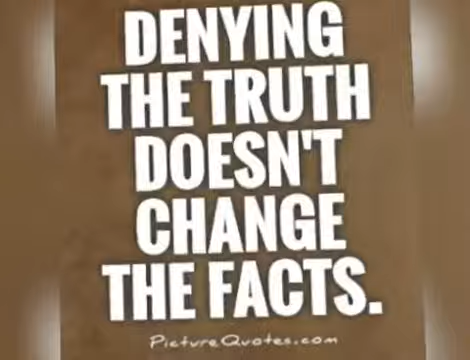 DENYING
THE TRUTH
DOESN'T
CHANGE
THE FACTS.
PictureQuotes.com